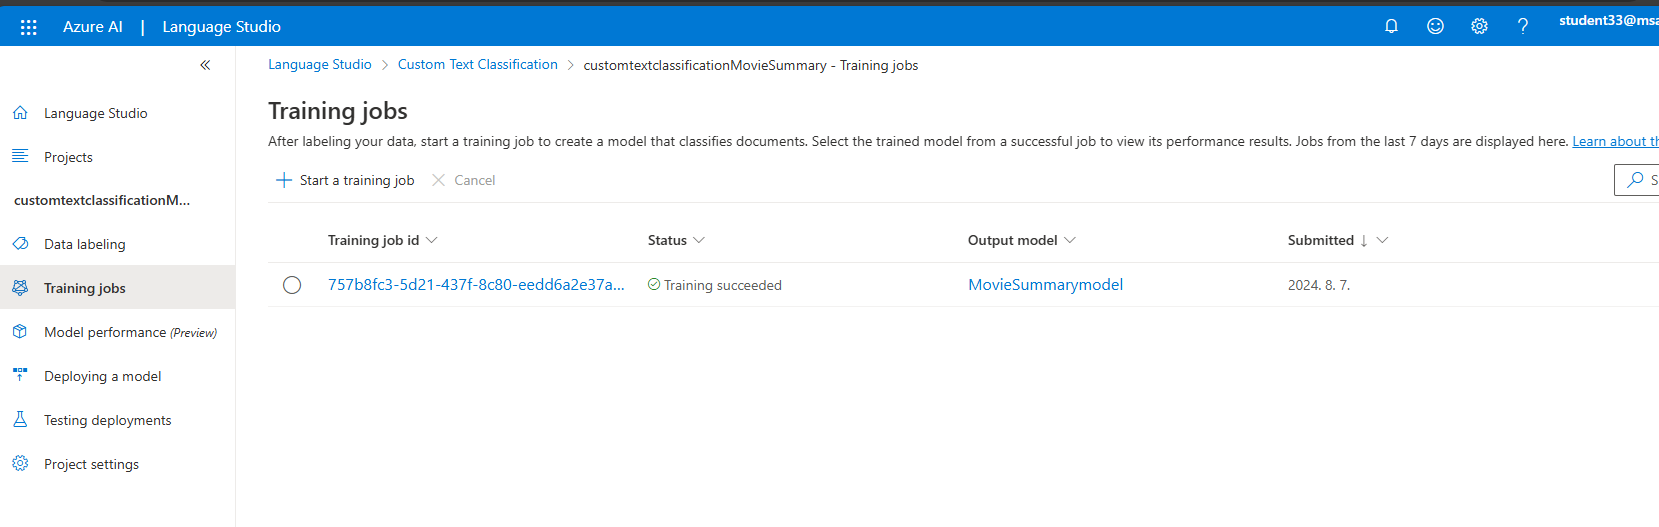 Azure AI | Language Studio
student33@msa
Language Studio > Custom Text Classification > customtextclassificationMovieSummary - Training jobs
Language Studio
Projects
customtextclassificationM...
Data labeling
Training jobs
Model performance (Preview)
Deploying a model
Testing deployments
Project settings
Training jobs
After labeling your data, start a training job to create a model that classifies documents. Select the trained model from a successful job to view its performance results. Jobs from the last 7 days are displayed here. Learn about th
Start a training job Cancel
S
Training job id Status Output model Submitted ↓
757b8fc3-5d21-437f-8c80-eedd6a2e37a... Training succeeded MovieSummarymodel 2024. 8. 7.